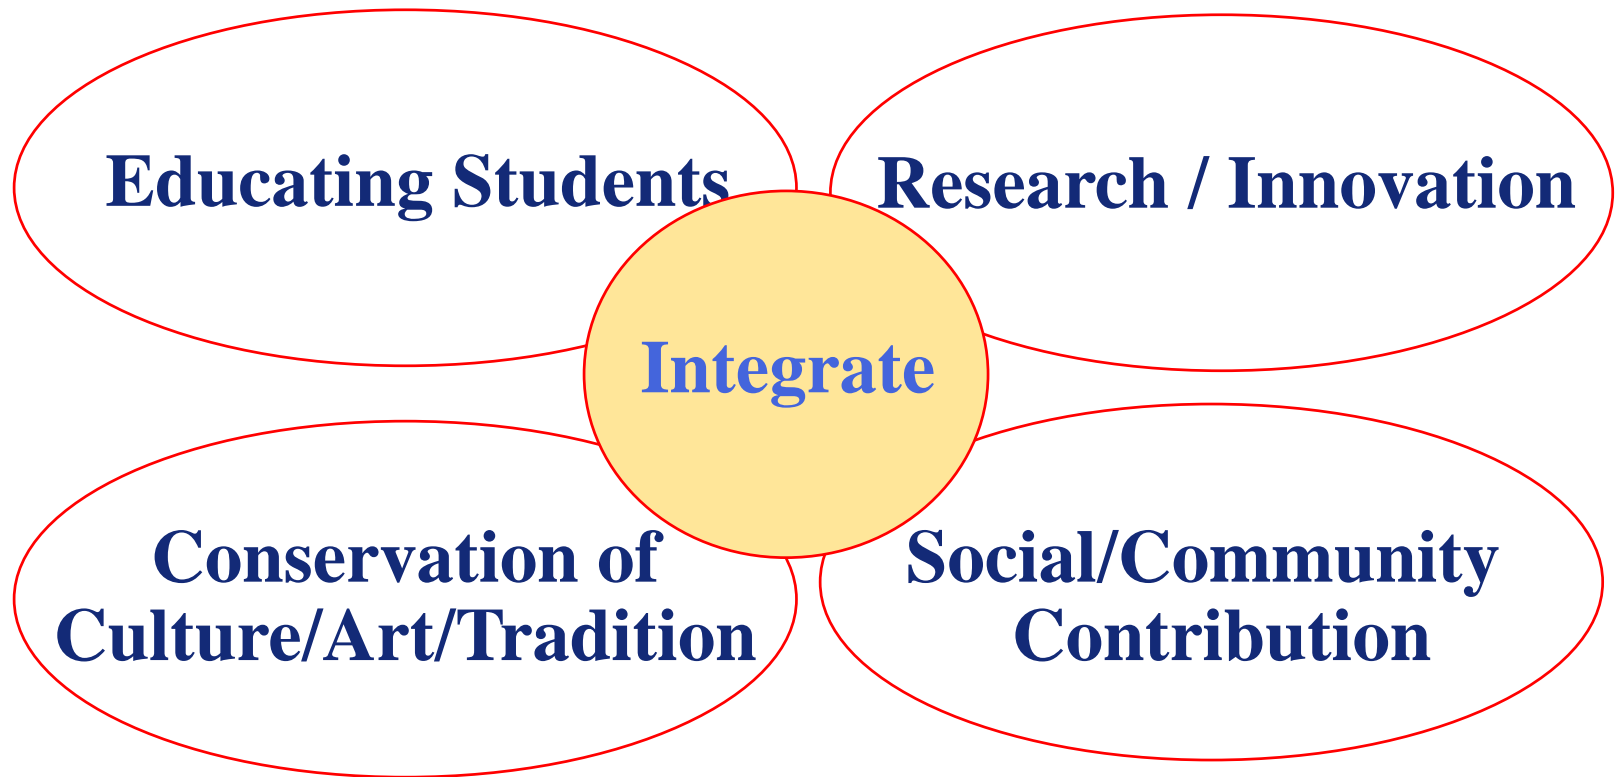 Educating Students
Research / Innovation
Integrate
Conservation of
Culture/Art/Tradition
Social/Community
Contribution